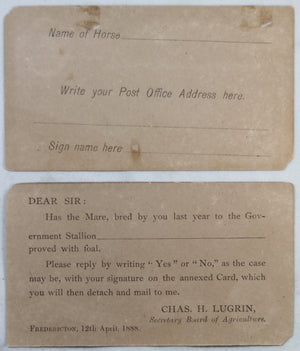 Name of Horse
Write your Post Office Address here.
Sign name here
DEAR SIR:
Has the Mare, bred by you last year to the Gov-
ernment Stallion
proved with foal.
Please reply by writing "Yes" or "No," as the case
may be, with your signature on the annexed Card, which
you will then detach and mail to me.
CHAS. H. LUGRIN,
Secretary Board of Agriculture.
FREDERICTON, 12th April, 1888.